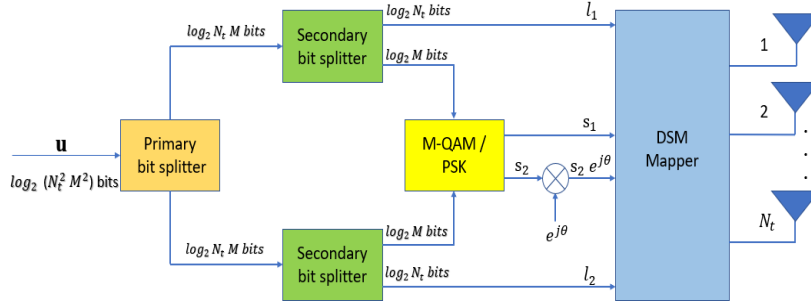 u
log₂ (Nₜ² M²) bits
Primary
bit splitter
log₂ Nₜ M bits
log₂ Nₜ M bits
Secondary
bit splitter
log₂ Nₜ bits
log₂ M bits
l₁
Secondary
bit splitter
log₂ M bits
log₂ Nₜ bits
l₂
M-QAM /
PSK
s₁
s₂
s₂ e^{jθ}
e^{jθ}
DSM
Mapper
1
2
Nₜ